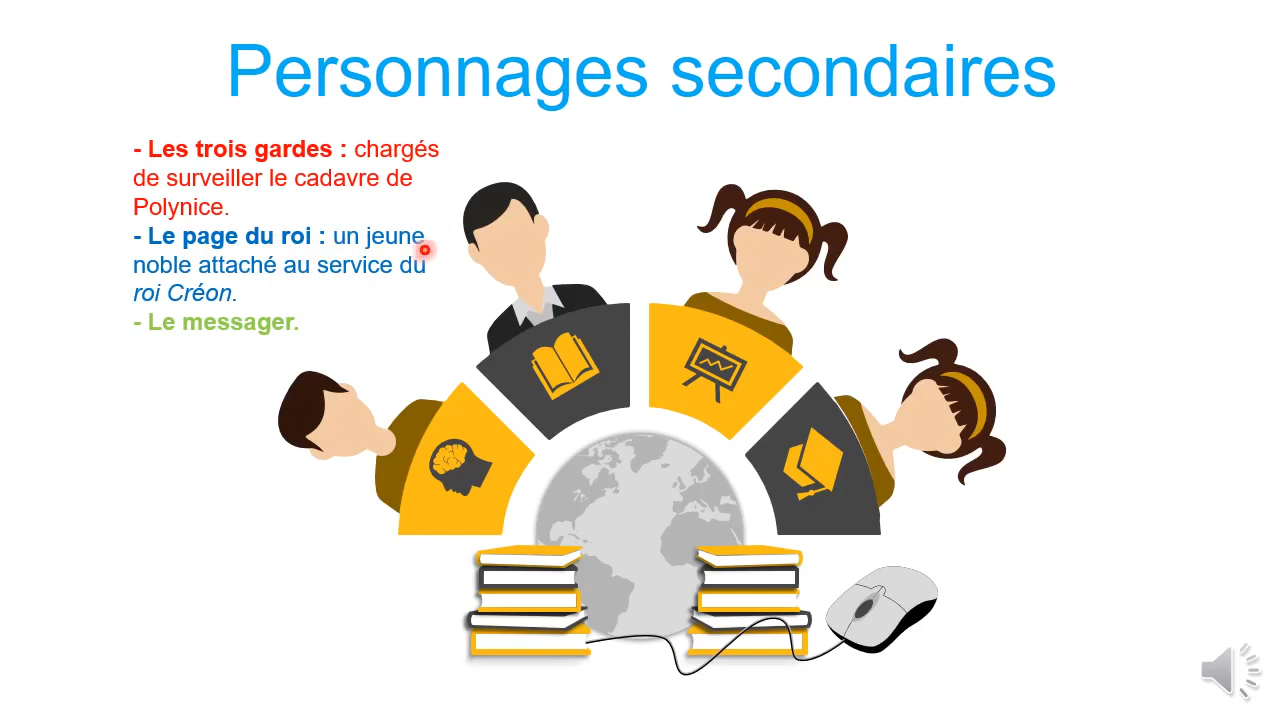 Personnages secondaires
- Les trois gardes : chargés
de surveiller le cadavre de
Polynice.
- Le page du roi : un jeune
noble attaché au service du
roi Créon.
- Le messager.